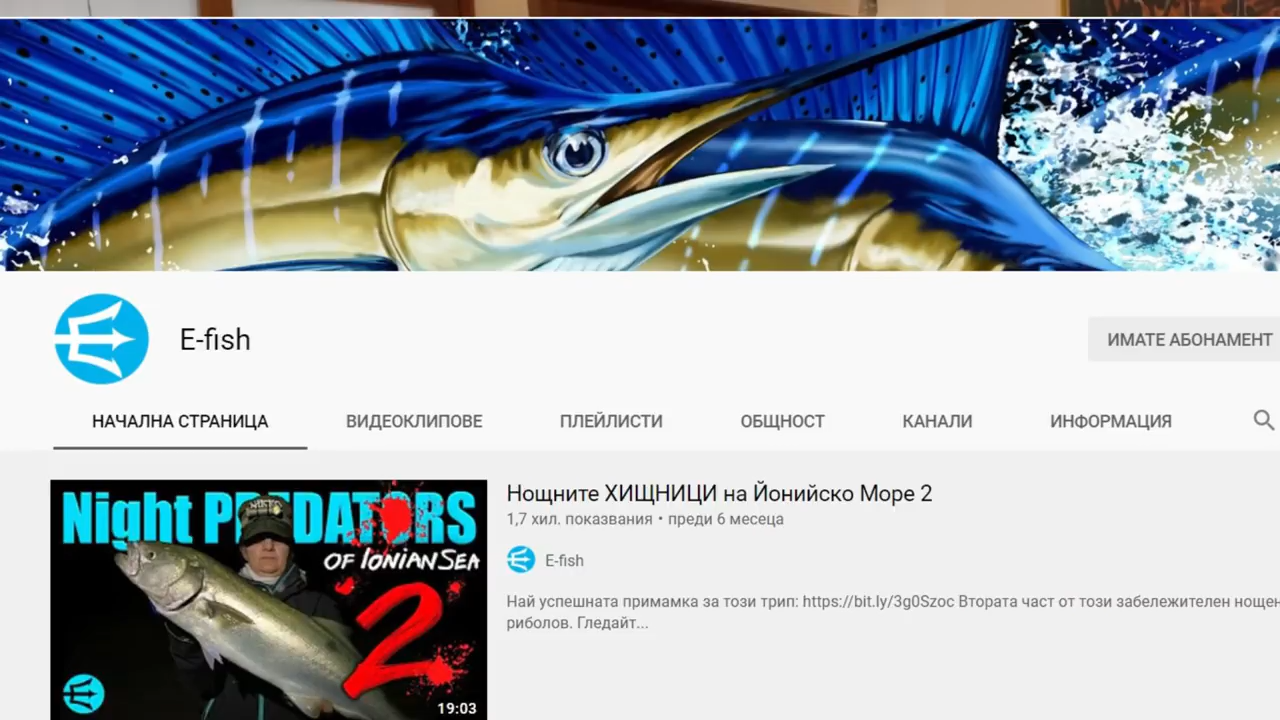 E-fish
ИМАТЕ АБОНАМЕНТ
НАЧАЛНА СТРАНИЦА ВИДЕОКЛИПОВЕ ПЛЕЙЛИСТИ ОБЩНОСТ КАНАЛИ ИНФОРМАЦИЯ
Night PREDATORS
OF IONIAN SEA
2
19:03
Нощните ХИЩНИЦИ на Йонийско Море 2
1,7 хил. показвания • преди 6 месеца
E-fish
Най успешната примамка за този трип: https://bit.ly/3g0Szoc Втората част от този забележителен нощен
риболов. Гледайт...